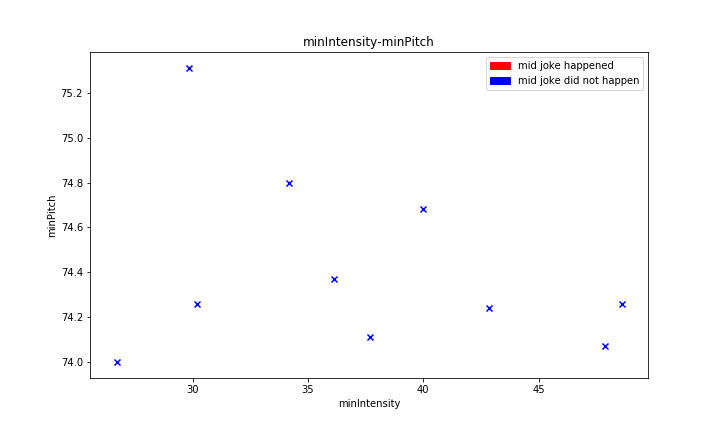 minIntensity-minPitch
mid joke happened
mid joke did not happen
75.2
75.0
74.8
74.6
74.4
74.2
74.0
minPitch
30
35
40
45
minIntensity